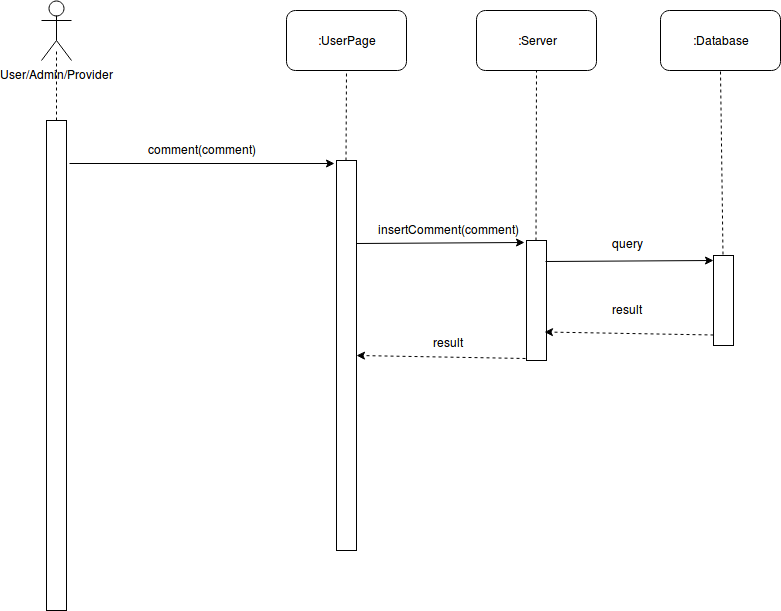 :UserPage
:Server
:Database
User/Admin/Provider
comment(comment)
insertComment(comment)
query
result
result